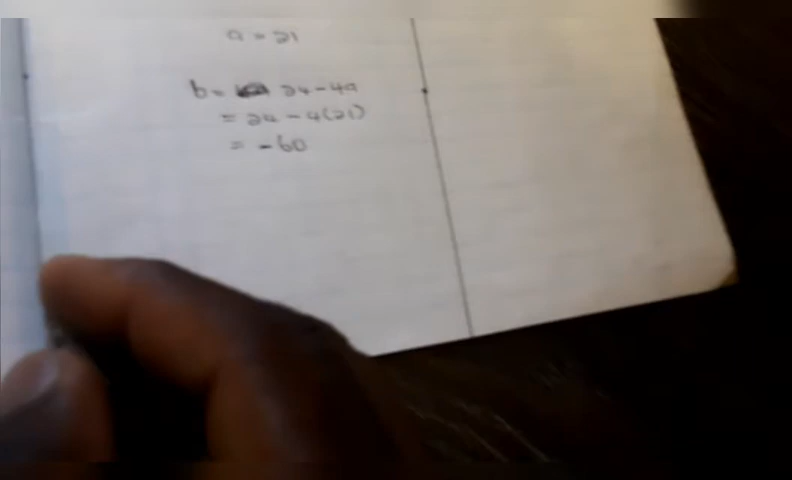 a = 21
b = 24 - 4a
= 24 - 4(21)
= -60